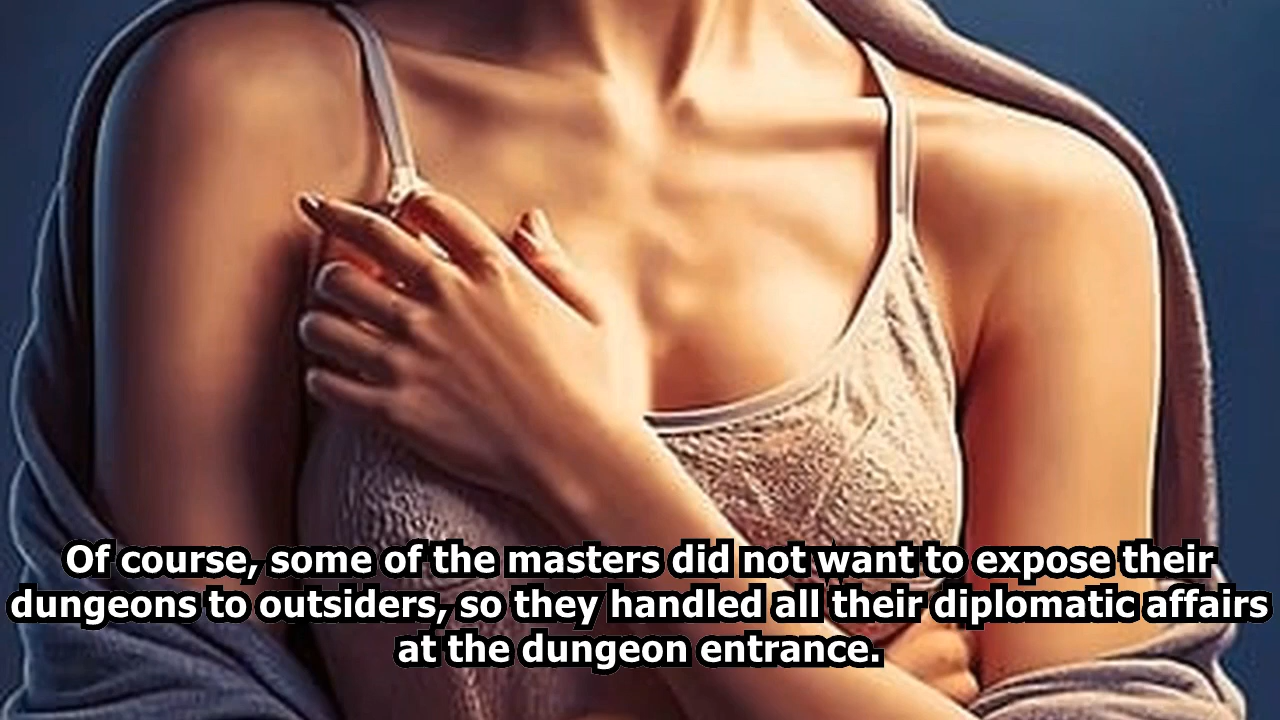 Of course, some of the masters did not want to expose their
dungeons to outsiders, so they handled all their diplomatic affairs
at the dungeon entrance.